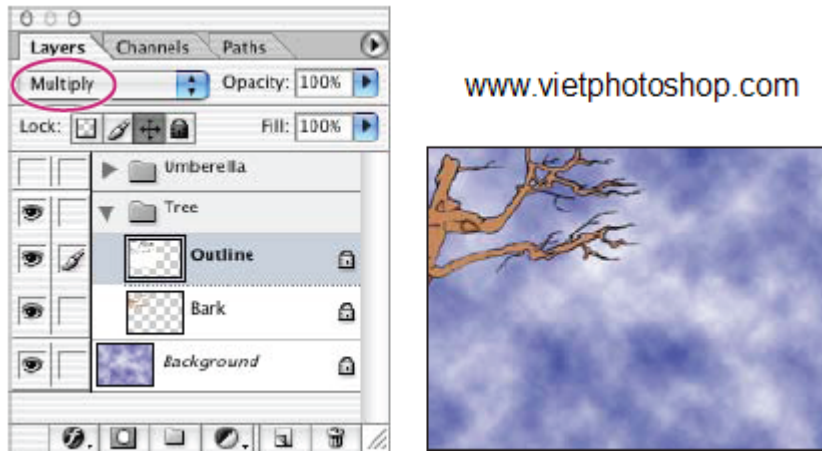 Layers Channels Paths
Multiply Opacity: 100%
Lock: Fill: 100%
Umberella
Tree
Outline
Bark
Background
www.vietphotoshop.com